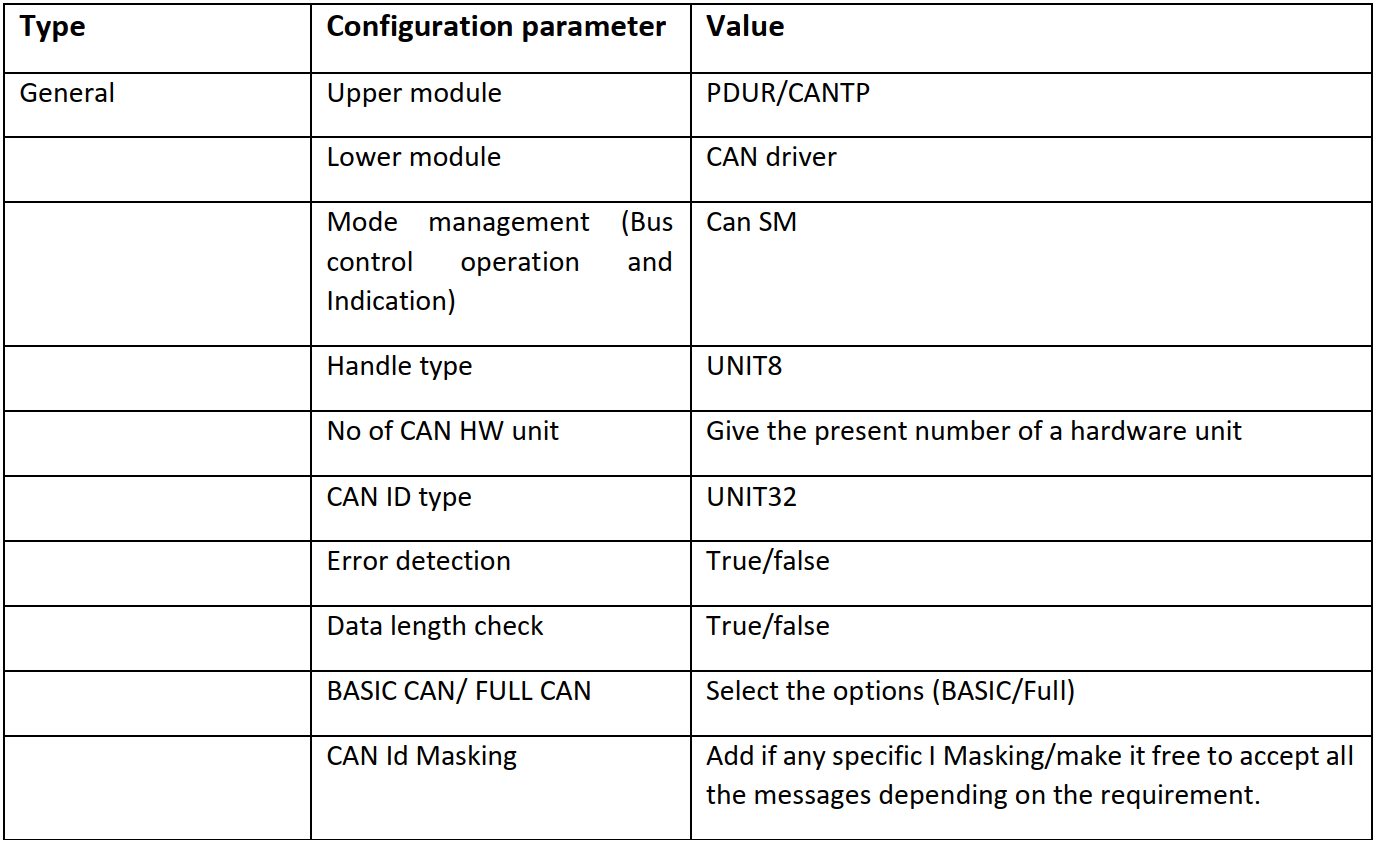 Type Configuration parameter Value
General Upper module PDUR/CANTP
Lower module CAN driver
Mode management (Bus Can SM
control operation and
Indication)
Handle type UNIT8
No of CAN HW unit Give the present number of a hardware unit
CAN ID type UNIT32
Error detection True/false
Data length check True/false
BASIC CAN/ FULL CAN Select the options (BASIC/Full)
CAN Id Masking Add if any specific I Masking/make it free to accept all
the messages depending on the requirement.